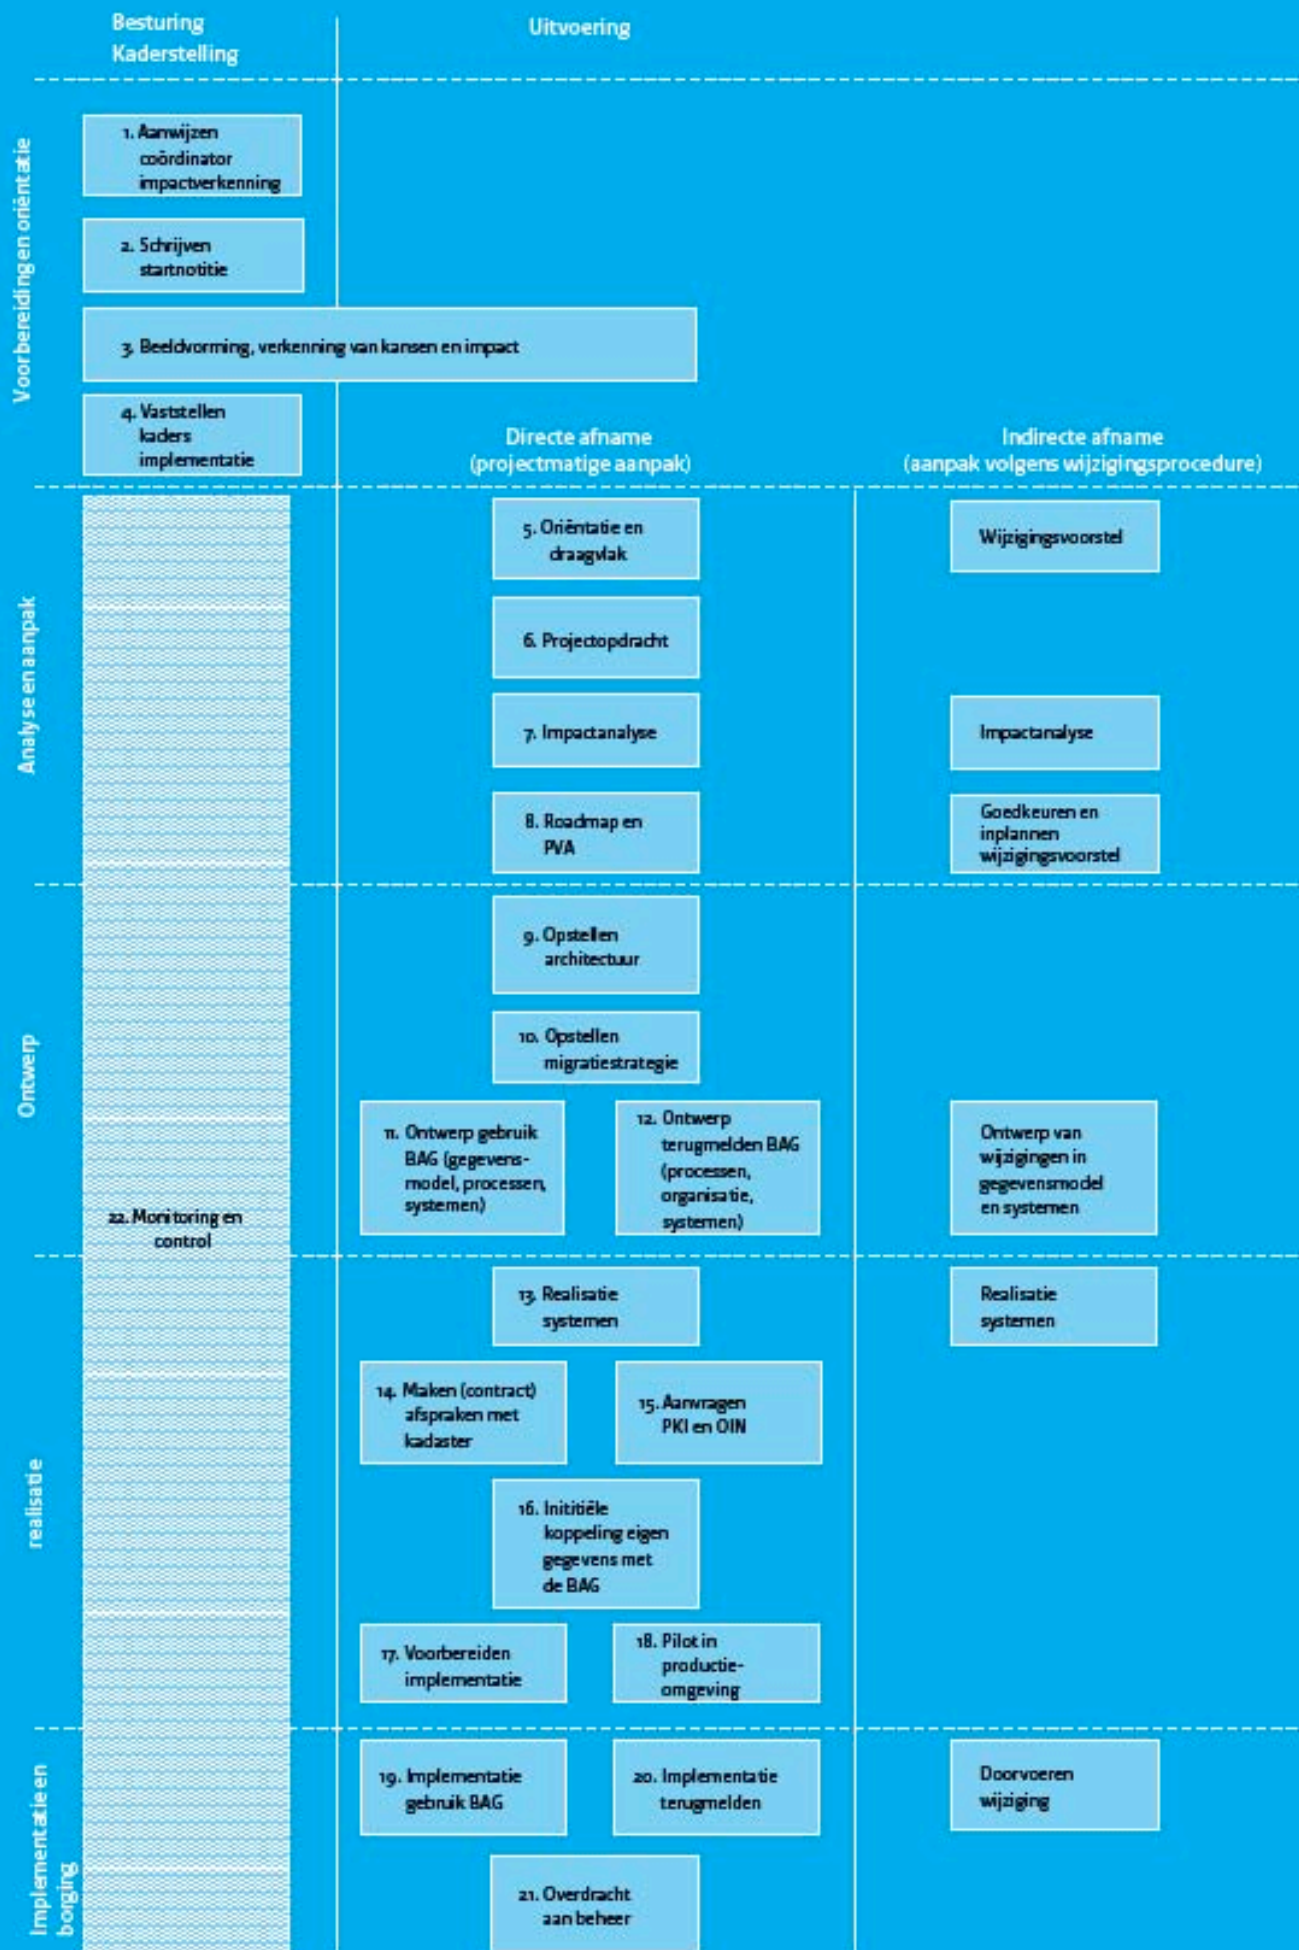 Besturing
Kaderstelling
Uitvoering
Voorbereiding en oriëntatie
1. Aanwijzen
coördinator
impactverkenning
2. Schrijven
startnotitie
3. Beeldvorming, verkenning van kansen en impact
4. Vaststellen
kaders
implementatie
Directe afname
(projectmatige aanpak)
Indirecte afname
(aanpak volgens wijzigingsprocedure)
Analyse en aanpak
5. Oriëntatie en
draagvlak
Wijzigingsvoorstel
6. Projectopdracht
7. Impactanalyse
Impactanalyse
8. Roadmap en
PVA
Goedkeuren en
inplannen
wijzigingsvoorstel
Ontwerp
9. Opstellen
architectuur
10. Opstellen
migratiestrategie
11. Ontwerp gebruik
BAG (gegevens-
model, processen,
systemen)
12. Ontwerp
terugmelden BAG
(processen,
organisatie,
systemen)
Ontwerp van
wijzigingen in
gegevensmodel
en systemen
22. Monitoring en
control
realisatie
13. Realisatie
systemen
Realisatie
systemen
14. Maken (contract)
afspraken met
kadaster
15. Aanvragen
PKI en OIN
16. Inititiële
koppeling eigen
gegevens met
de BAG
17. Voorbereiden
implementatie
18. Pilot in
productie-
omgeving
Implementatie en
borging
19. Implementatie
gebruik BAG
20. Implementatie
terugmelden
Doorvoeren
wijziging
21. Overdracht
aan beheer